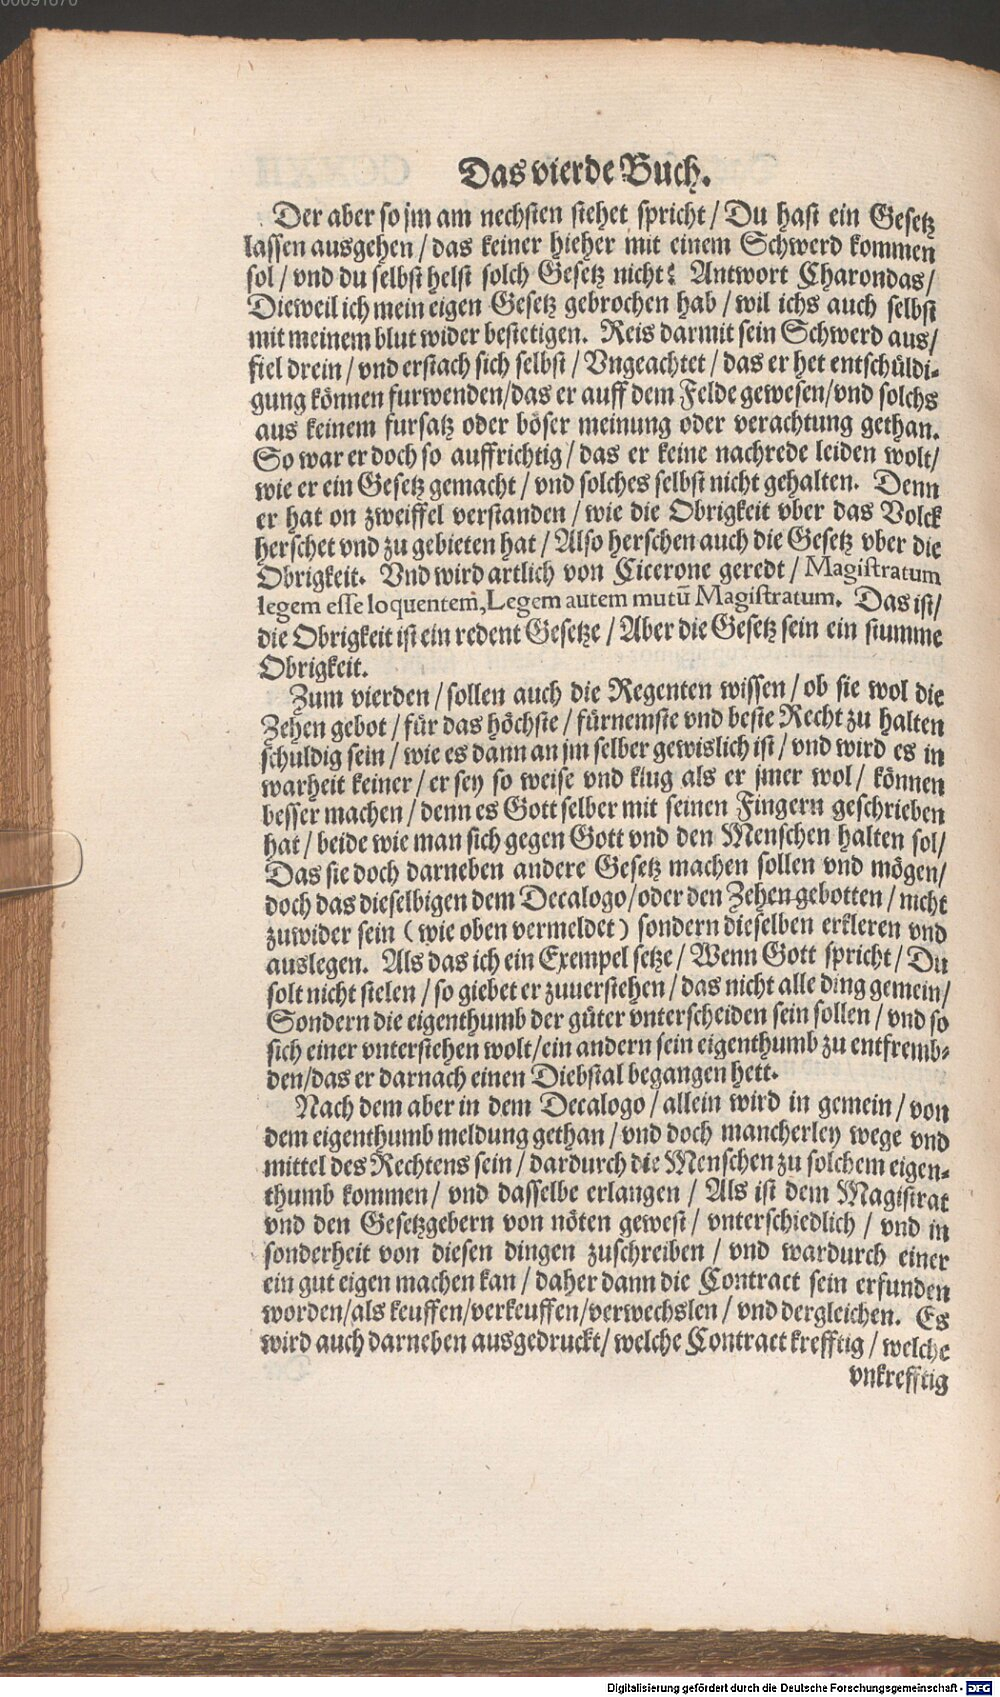 Das vierde Buch.
Der aber so jm am nechsten stehet spricht / Du hast ein Gesetz
lassen ausgehen / das keiner hieher mit einem Schwerd kommen
sol / vnd du selbst helst solch Gesetz nicht? Antwort Charondas /
Dieweil ich mein eigen Gesetz gebrochen hab / wil ichs auch selbst
mit meinem blut wider bestetigen. Reis darmit sein Schwerd aus /
fiel drein / vnd erstach sich selbst / Vngeachtet / das er het entschüldi-
gung können furwenden / das er auff dem Felde gewesen / vnd solchs
aus keinem fursatz oder böser meinung oder verachtung gethan.
So war er doch so auffrichtig / das er keine nachrede leiden wolt /
wie er ein Gesetz gemacht / vnd solches selbst nicht gehalten. Denn
er hat on zweiffel verstanden / wie die Obrigkeit vber das Volck
herschet vnd zu gebieten hat / Also herschen auch die Gesetz vber die
Obrigkeit. Vnd wird artlich von Cicerone geredt / Magistratum
legem esse loquentem, Legem autem mutū Magistratum. Das ist /
die Obrigkeit ist ein redent Gesetze / Aber die Gesetz sein ein stumme
Obrigkeit.
Zum vierden / sollen auch die Regenten wissen / ob sie wol die
Zehen gebot / für das höchste / fürnemste vnd beste Recht zu halten
schuldig sein / wie es dann an jm selber gewislich ist / vnd wird es in
warheit keiner / er sey so weise vnd klug als er jmer wol / können
besser machen / denn es Gott selber mit seinen Fingern geschrieben
hat / beide wie man sich gegen Gott vnd den Menschen halten sol /
Das sie doch darneben andere Gesetz machen sollen vnd mögen /
doch das dieselbigen dem Decalogo / oder den Zehen gebotten / nicht
zuwider sein ( wie oben vermeldet ) sondern dieselben erkleren vnd
auslegen. Als das ich ein Exempel setze / Wenn Gott spricht / Du
solt nicht stelen / so giebet er zuuerstehen / das nicht alle ding gemein /
Sondern die eigenthumb der güter vnterscheiden sein sollen / vnd so
sich einer vnterstehen wolt / ein andern sein eigenthumb zu entfremb-
den / das er darnach einen Diebstal begangen hett.
Nach dem aber in dem Decalogo / allein wird in gemein / von
dem eigenthumb meldung gethan / vnd doch mancherley wege vnd
mittel des Rechtens sein / dardurch die Menschen zu solchem eigen-
thumb kommen / vnd dasselbe erlangen / Als ist dem Magistrat
vnd den Gesetzgebern von nöten gewest / vnterschiedlich / vnd in
sonderheit von diesen dingen zuschreiben / vnd wardurch einer
ein gut eigen machen kan / daher dann die Contract sein erfunden
worden / als keuffen / verkeuffen / verwechslen / vnd dergleichen. Es
wird auch darneben ausgedruckt / welche Contract krefftig / welche
vnkrefftig
Digitalisierung gefördert durch die Deutsche Forschungsgemeinschaft - DFG